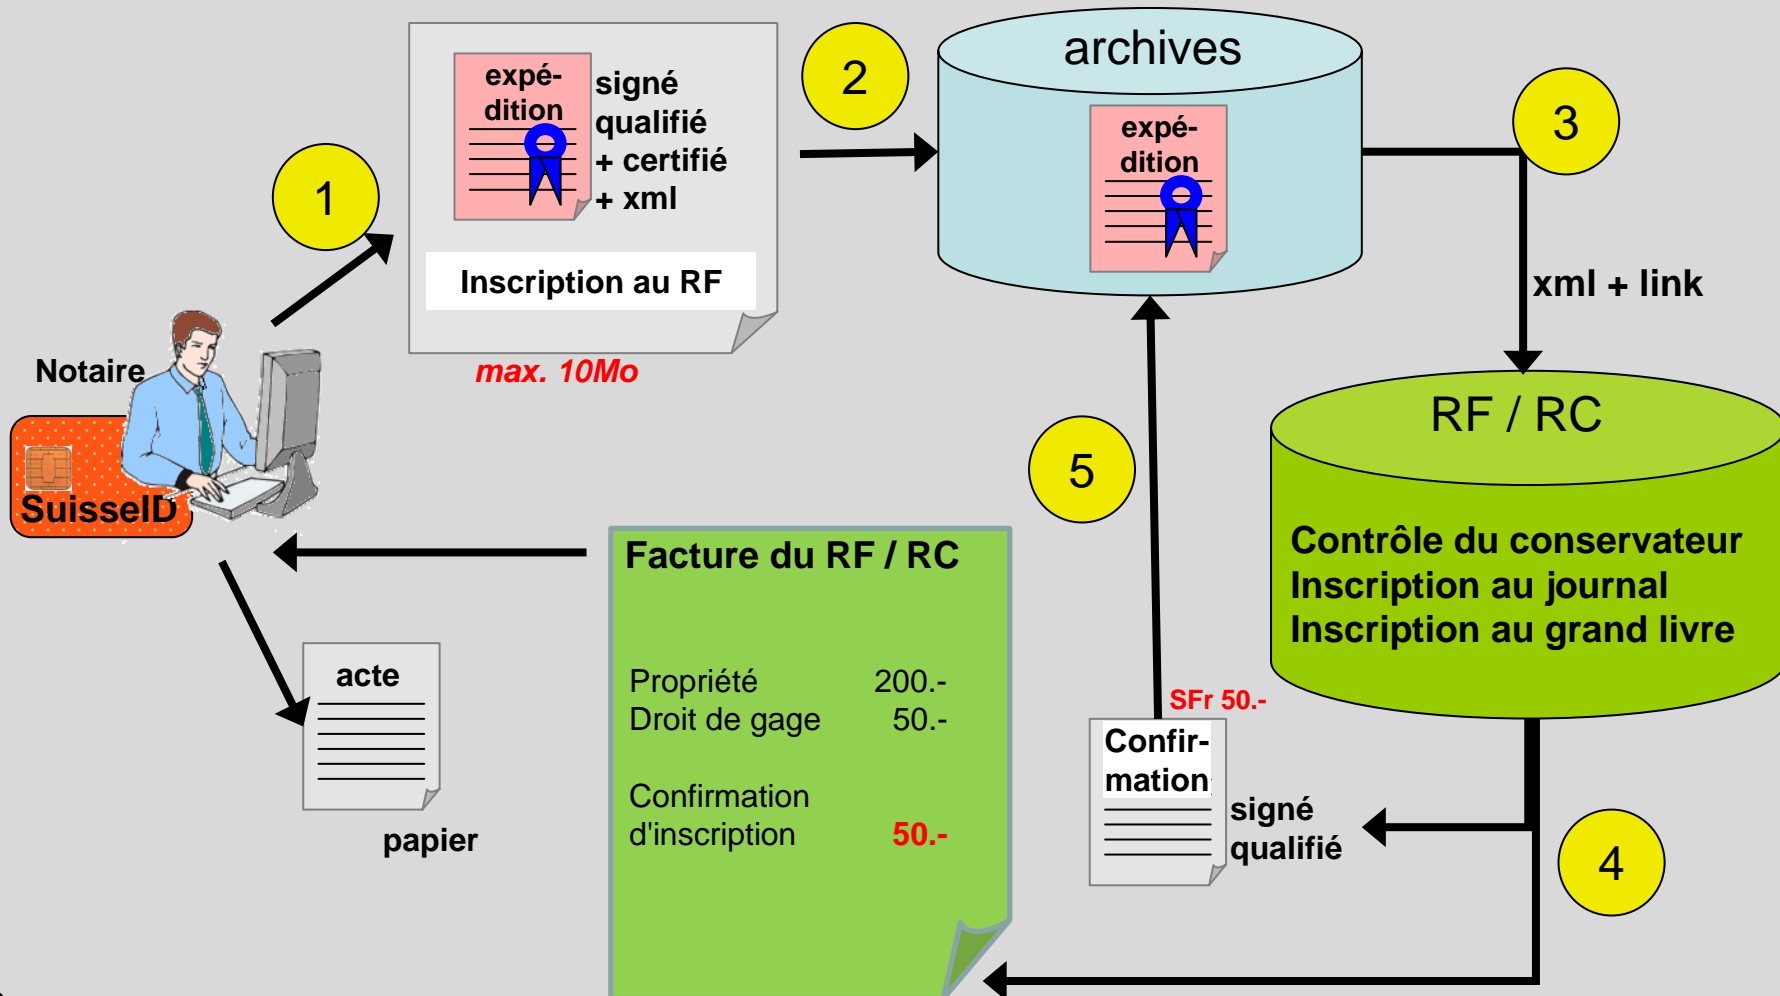 1
expé-
dition
signé
qualifié
+ certifié
+ xml
Inscription au RF
max. 10Mo
2
archives
expé-
dition
3
xml + link
Notaire
SuisseID
RF / RC
Contrôle du conservateur
Inscription au journal
Inscription au grand livre
5
Facture du RF / RC
Propriété 200.-
Droit de gage 50.-
Confirmation
d'inscription 50.-
acte
papier
SFr 50.-
Confir-
mation
signé
qualifié
4